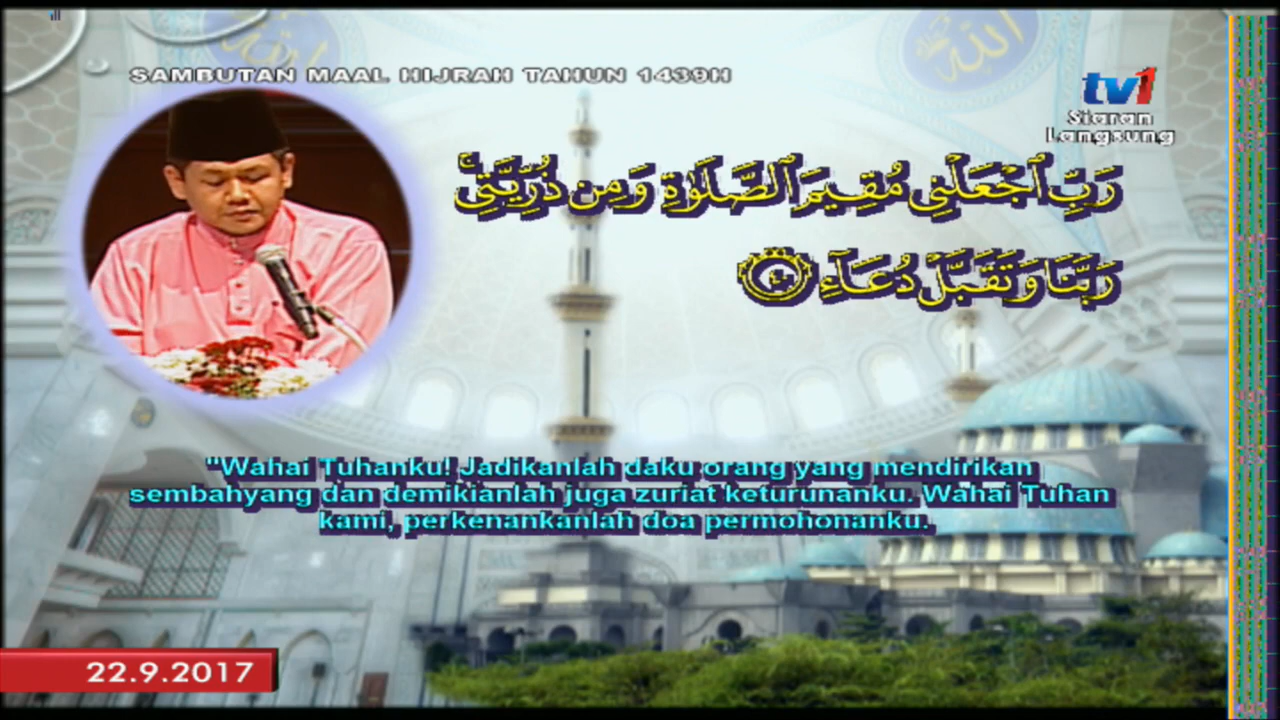 SAMBUTAN MAAL HIJRAH TAHUN 1439H
tv1
Siaran
Langsung
رَبِّ ٱجْعَلْنِى مُقِيمَ ٱلصَّلَوٰةِ وَمِن ذُرِّيَّتِى ۚ
رَبَّنَا وَتَقَبَّلْ دُعَآءِ ٤٠
"Wahai Tuhanku! Jadikanlah daku orang yang mendirikan
sembahyang dan demikianlah juga zuriat keturunanku. Wahai Tuhan
kami, perkenankanlah doa permohonanku.
22.9.2017